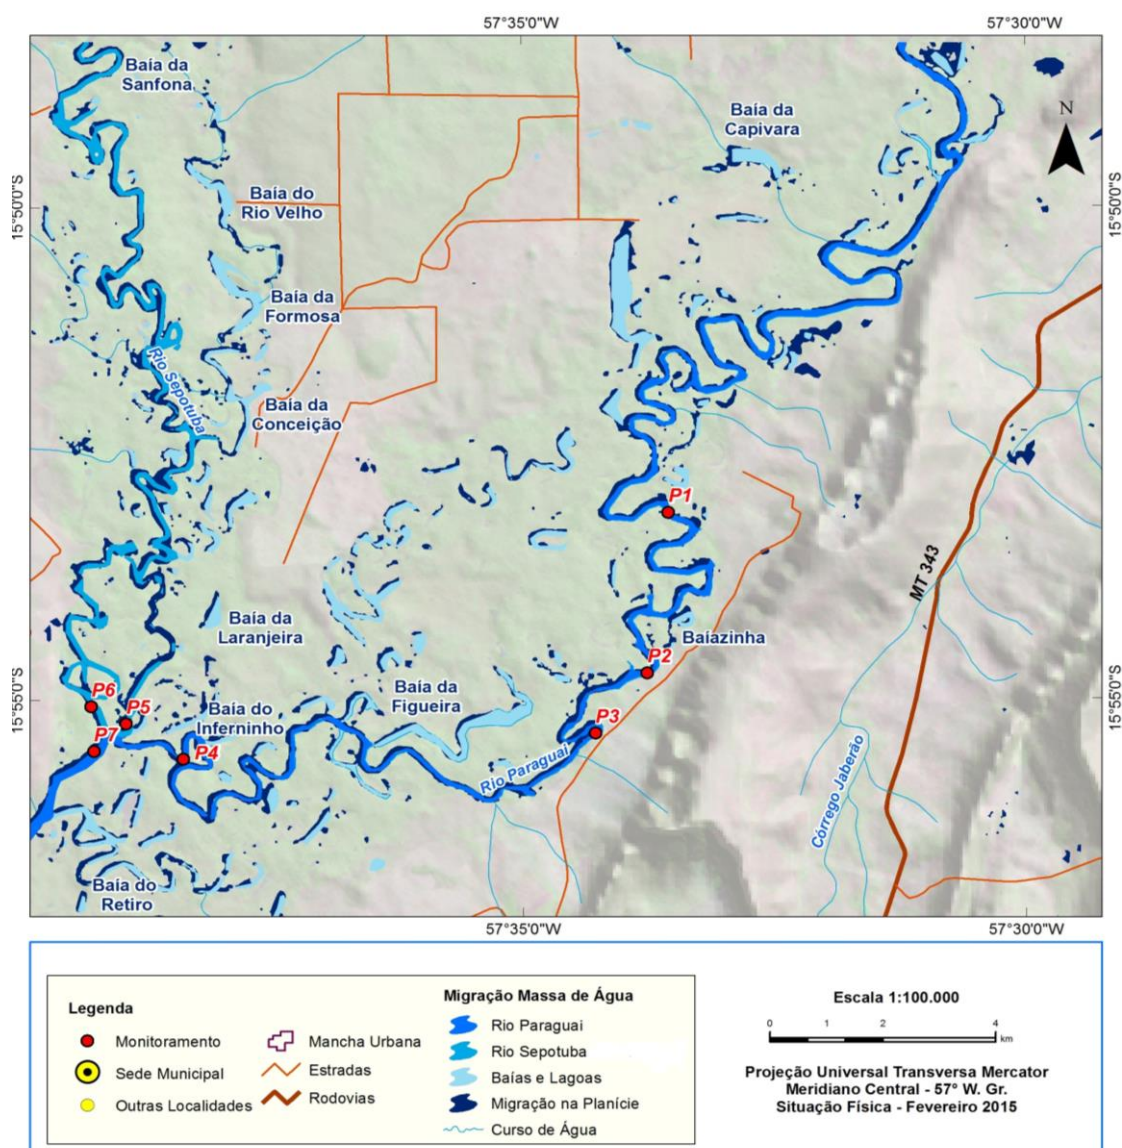 57°35'0"W
57°30'0"W
Baía da
Sanfona
Baía da
Capivara
N
15°50'0"S
15°50'0"S
Baía do
Rio Velho
Baía da
Formosa
Rio Sepotuba
Baía da
Conceição
P1
MT 343
Baía da
Laranjeira
Baíazinha
P2
P6
Baía da
Figueira
15°55'0"S
15°55'0"S
P5
Baía do
Inferninho
P3
P7
P4
Rio Paraguai
Córrego Jaberão
Baía do
Retiro
57°35'0"W
57°30'0"W
Legenda
Monitoramento
Sede Municipal
Outras Localidades
Mancha Urbana
Estradas
Rodovias
Migração Massa de Água
Rio Paraguai
Rio Sepotuba
Baías e Lagoas
Migração na Planície
Curso de Água
Escala 1:100.000
0 1 2 4
km
Projeção Universal Transversa Mercator
Meridiano Central - 57° W. Gr.
Situação Física - Fevereiro 2015